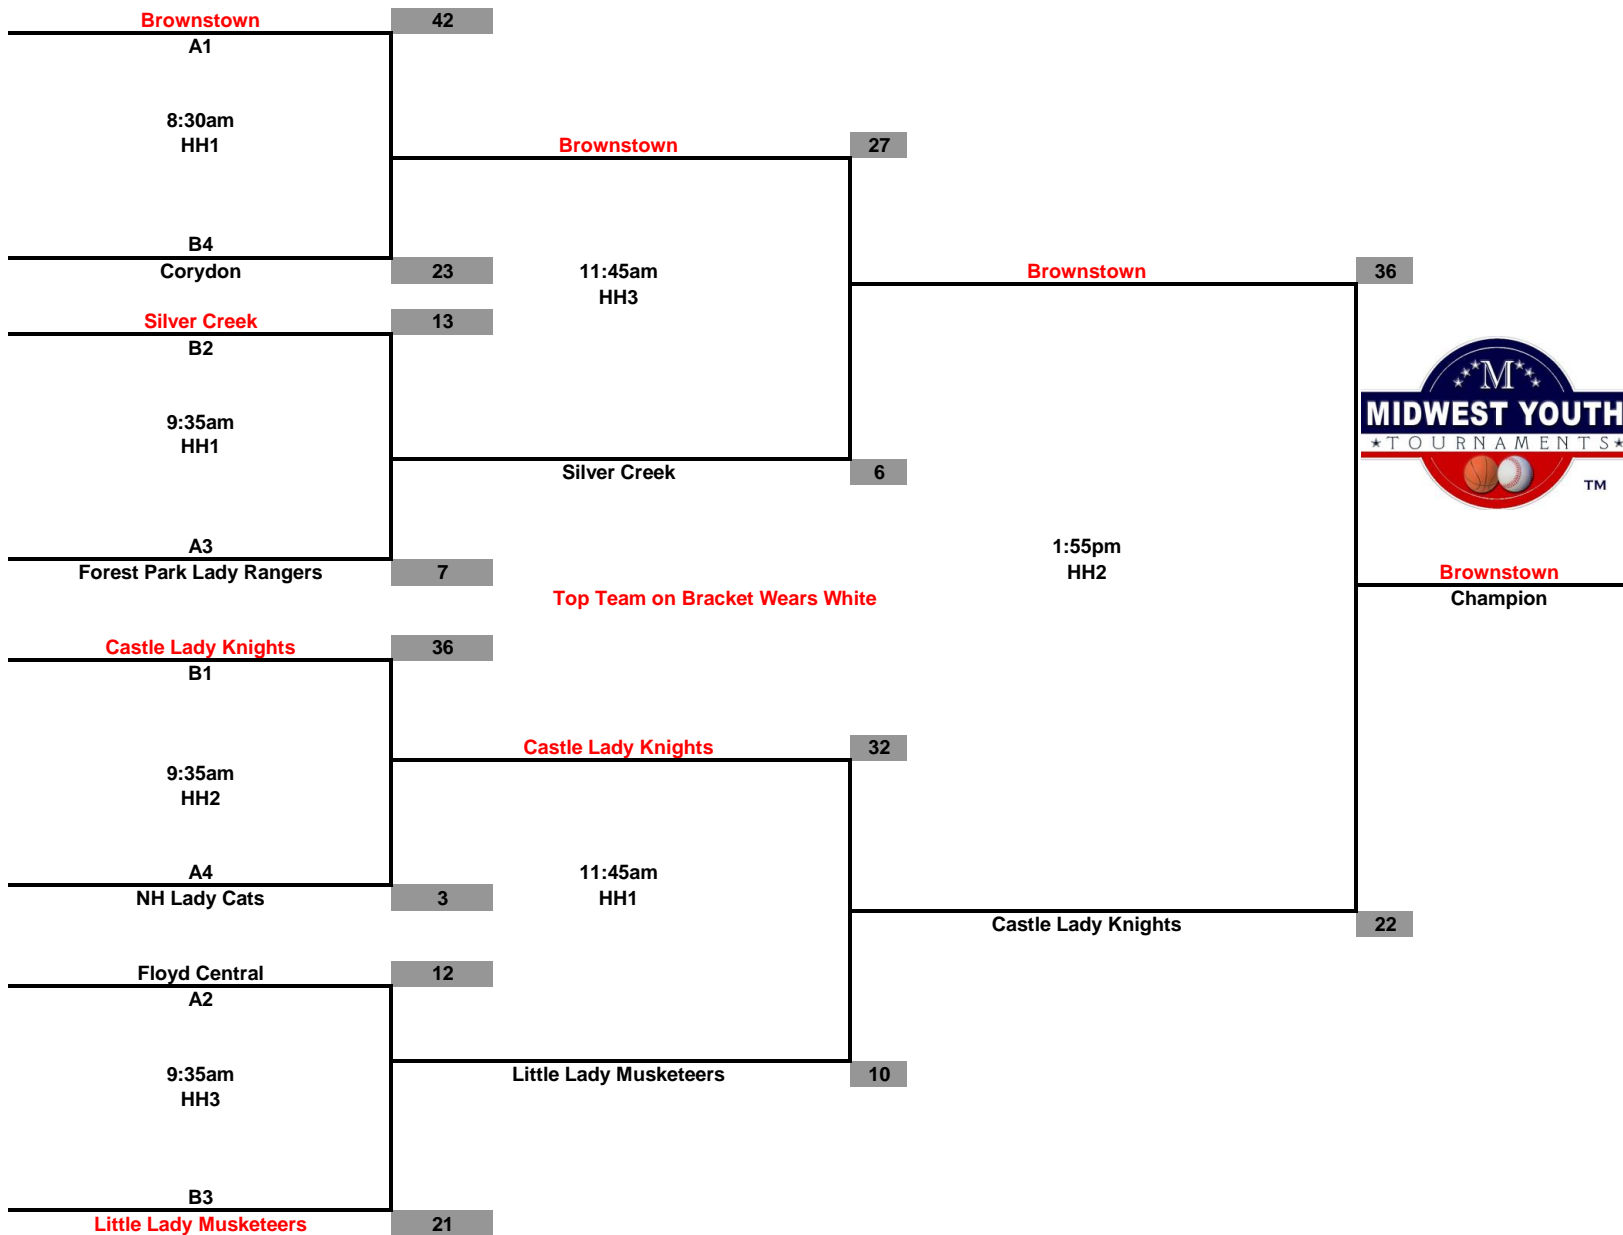 Brownstown 42
A1
8:30am
HH1
Brownstown 27
B4
Corydon 23
11:45am
HH3
Brownstown 36
Silver Creek 13
B2
M
MIDWEST YOUTH
★TOURNAMENTS★
TM
9:35am
HH1
Silver Creek 6
A3
Forest Park Lady Rangers 7
1:55pm
HH2
Brownstown
Champion
Top Team on Bracket Wears White
Castle Lady Knights 36
B1
Castle Lady Knights 32
9:35am
HH2
A4
NH Lady Cats 3
11:45am
HH1
Castle Lady Knights 22
Floyd Central 12
A2
9:35am
HH3
Little Lady Musketeers 10
B3
Little Lady Musketeers 21